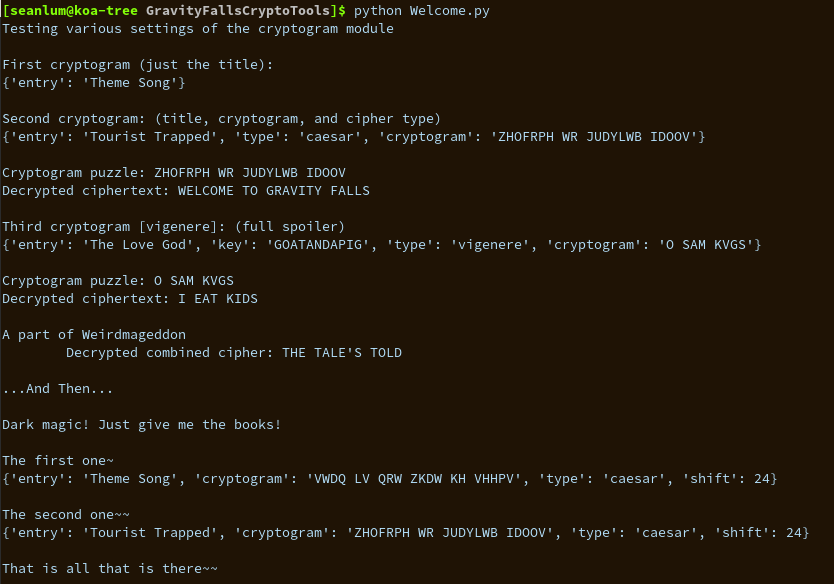 [seanlum@koa-tree GravityFallsCryptoTools]$ python Welcome.py
Testing various settings of the cryptogram module
First cryptogram (just the title):
{'entry': 'Theme Song'}
Second cryptogram: (title, cryptogram, and cipher type)
{'entry': 'Tourist Trapped', 'type': 'caesar', 'cryptogram': 'ZHOFRPH WR JUDYLWB IDOOV'}
Cryptogram puzzle: ZHOFRPH WR JUDYLWB IDOOV
Decrypted ciphertext: WELCOME TO GRAVITY FALLS
Third cryptogram [vigenere]: (full spoiler)
{'entry': 'The Love God', 'key': 'GOATANDAPIG', 'type': 'vigenere', 'cryptogram': 'O SAM KVGS'}
Cryptogram puzzle: O SAM KVGS
Decrypted ciphertext: I EAT KIDS
A part of Weirdmageddon
Decrypted combined cipher: THE TALE'S TOLD
...And Then...
Dark magic! Just give me the books!
The first one~
{'entry': 'Theme Song', 'cryptogram': 'VWDQ LV QRW ZKDW KH VHHPV', 'type': 'caesar', 'shift': 24}
The second one~~
{'entry': 'Tourist Trapped', 'cryptogram': 'ZHOFRPH WR JUDYLWB IDOOV', 'type': 'caesar', 'shift': 24}
That is all that is there~~